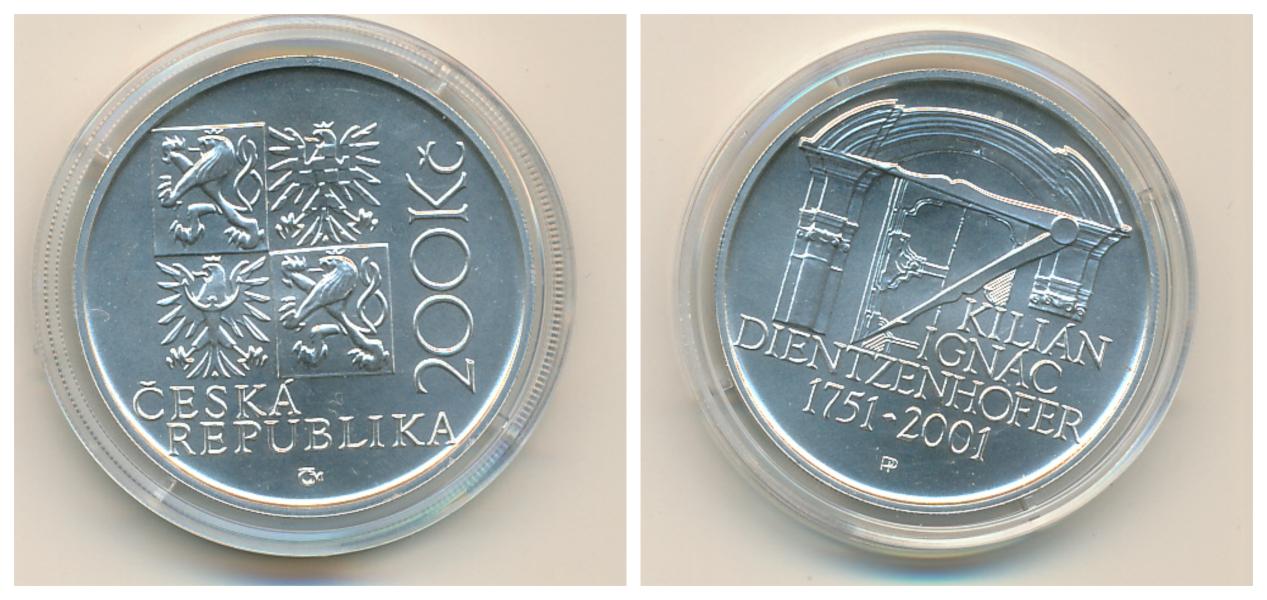 200 Kč
ČESKÁ
REPUBLIKA
KILIÁN
IGNÁC
DIENTZENHOFER
1751-2001